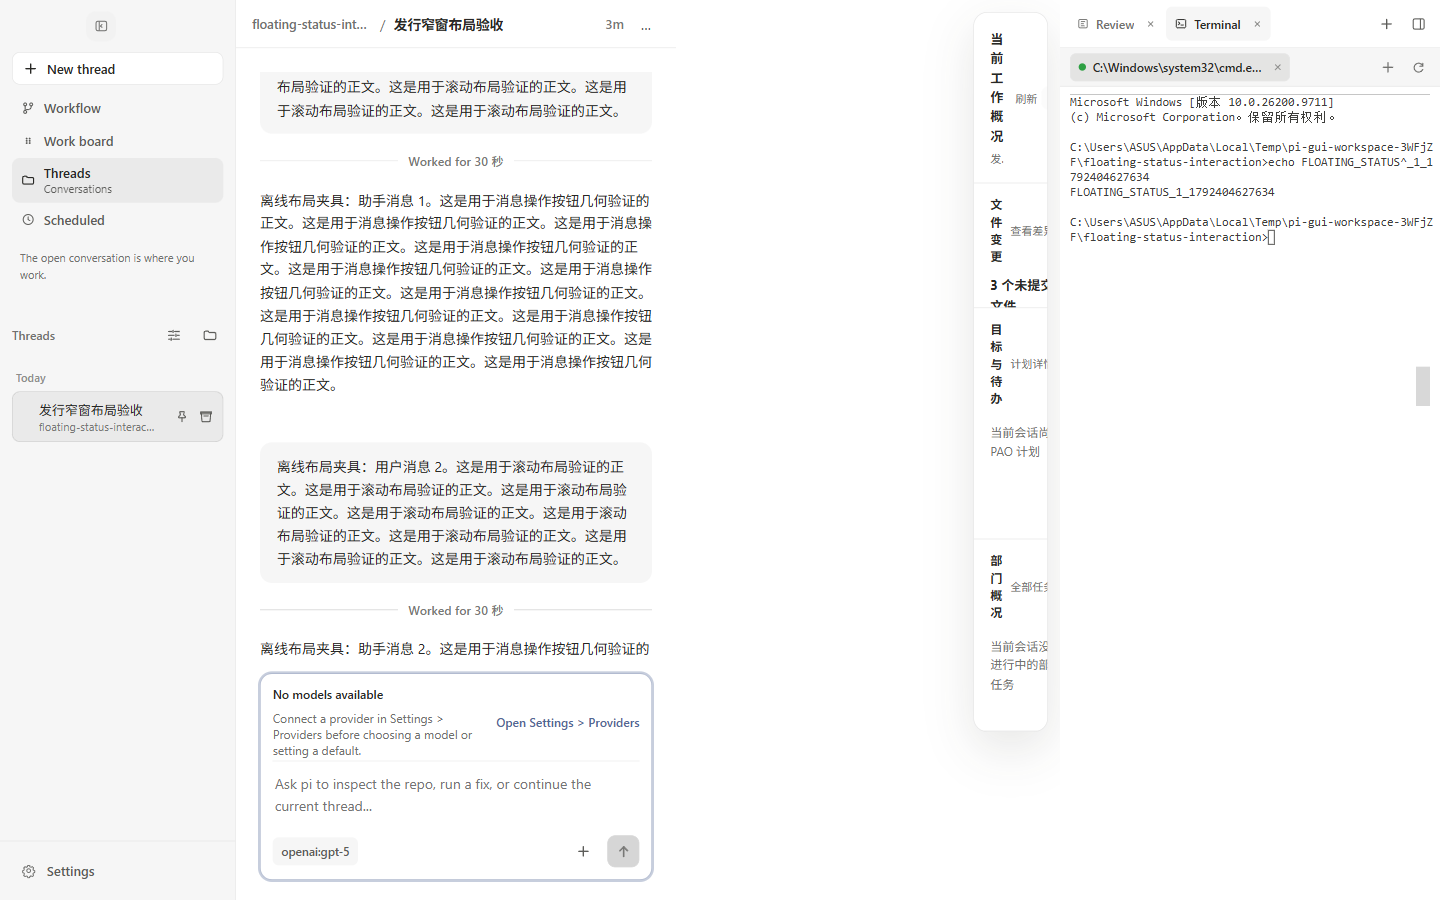 New thread
Workflow
Work board
Threads
Conversations
Scheduled
The open conversation is where you
work.
Threads
Today
发行窄窗布局验收
floating-status-interac...
Settings
floating-status-int... / 发行窄窗布局验收 3m ...
布局验证的正文。这是用于滚动布局验证的正文。这是用
于滚动布局验证的正文。这是用于滚动布局验证的正文。
Worked for 30 秒
离线布局夹具：助手消息 1。这是用于消息操作按钮几何验证的
正文。这是用于消息操作按钮几何验证的正文。这是用于消息操
作按钮几何验证的正文。这是用于消息操作按钮几何验证的正
文。这是用于消息操作按钮几何验证的正文。这是用于消息操作
按钮几何验证的正文。这是用于消息操作按钮几何验证的正文。
这是用于消息操作按钮几何验证的正文。这是用于消息操作按钮
几何验证的正文。这是用于消息操作按钮几何验证的正文。这是
用于消息操作按钮几何验证的正文。这是用于消息操作按钮几何
验证的正文。
离线布局夹具：用户消息 2。这是用于滚动布局验证的正
文。这是用于滚动布局验证的正文。这是用于滚动布局验
证的正文。这是用于滚动布局验证的正文。这是用于滚动
布局验证的正文。这是用于滚动布局验证的正文。这是用
于滚动布局验证的正文。这是用于滚动布局验证的正文。
Worked for 30 秒
离线布局夹具：助手消息 2。这是用于消息操作按钮几何验证的
No models available
Connect a provider in Settings >
Providers before choosing a model or
setting a default.
Open Settings > Providers
Ask pi to inspect the repo, run a fix, or continue the
current thread...
openai:gpt-5
当
前
工
作
概
况
刷新
发.
文
件
变
更
查看差
3 个未提交
文件
目
标
与
待
办
计划详情
当前会话尚
PAO 计划
部
门
概
况
全部任务
当前会话没
进行中的部
任务
Review
Terminal
C:\Windows\system32\cmd.e...
Microsoft Windows [版本 10.0.26200.9711]
(c) Microsoft Corporation。保留所有权利。
C:\Users\ASUS\AppData\Local\Temp\pi-gui-workspace-3WFjZ
F\floating-status-interaction>echo FLOATING_STATUS^_1_1
792404627634
FLOATING_STATUS_1_1792404627634
C:\Users\ASUS\AppData\Local\Temp\pi-gui-workspace-3WFjZ
F\floating-status-interaction>